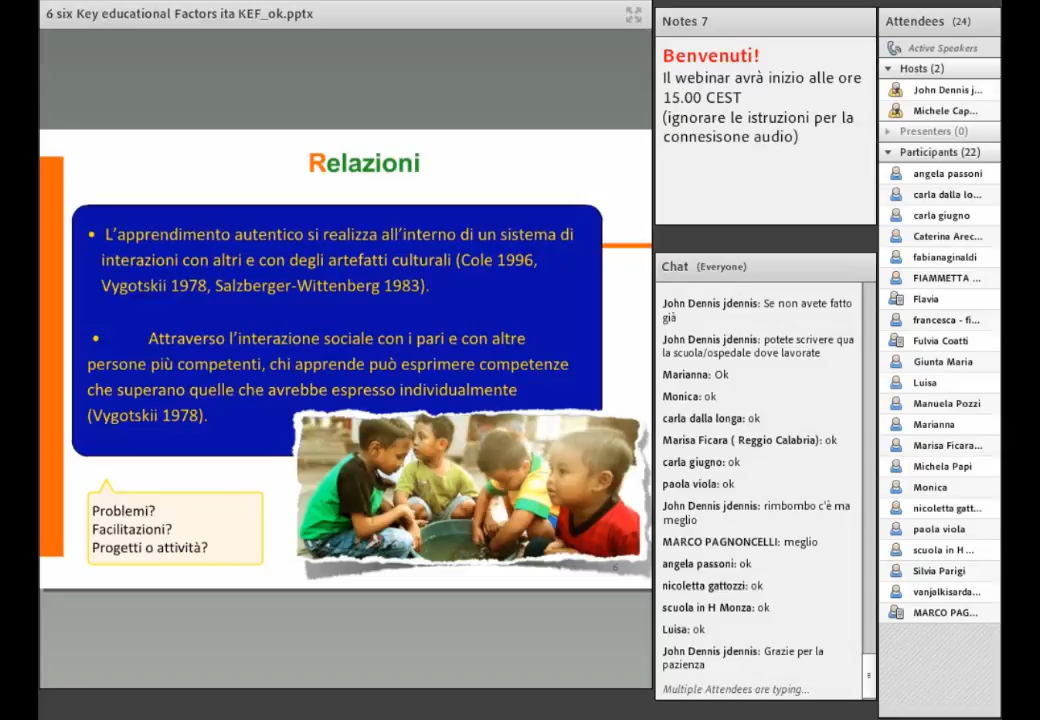 6 six Key educational Factors ita KEF_ok.pptx
Relazioni
• L’apprendimento autentico si realizza all’interno di un sistema di
interazioni con altri e con degli artefatti culturali (Cole 1996,
Vygotskii 1978, Salzberger-Wittenberg 1983).
• Attraverso l’interazione sociale con i pari e con altre
persone più competenti, chi apprende può esprimere competenze
che superano quelle che avrebbe espresso individualmente
(Vygotskii 1978).
Problemi?
Facilitazioni?
Progetti o attività?
6
Notes 7
Benvenuti!
Il webinar avrà inizio alle ore
15.00 CEST
(ignorare le istruzioni per la
connesisone audio)
Chat (Everyone)
John Dennis jdennis: Se non avete fatto
già
John Dennis jdennis: potete scrivere qua
la scuola/ospedale dove lavorate
Marianna: Ok
Monica: ok
carla dalla longa: ok
Marisa Ficara ( Reggio Calabria): ok
carla giugno: ok
paola viola: ok
John Dennis jdennis: rimbombo c'è ma
meglio
MARCO PAGNONCELLI: meglio
angela passoni: ok
nicoletta gattozzi: ok
scuola in H Monza: ok
Luisa: ok
John Dennis jdennis: Grazie per la
pazienza
Multiple Attendees are typing...
Attendees (24)
Active Speakers
Hosts (2)
John Dennis j...
Michele Cap...
Presenters (0)
Participants (22)
angela passoni
carla dalla lo...
carla giugno
Caterina Arec...
fabianaginaldi
FIAMMETTA ...
Flavia
francesca - fi...
Fulvia Coatti
Giunta Maria
Luisa
Manuela Pozzi
Marianna
Marisa Ficara...
Michela Papi
Monica
nicoletta gatt...
paola viola
scuola in H ...
Silvia Parigi
vanjalkisarda...
MARCO PAG...